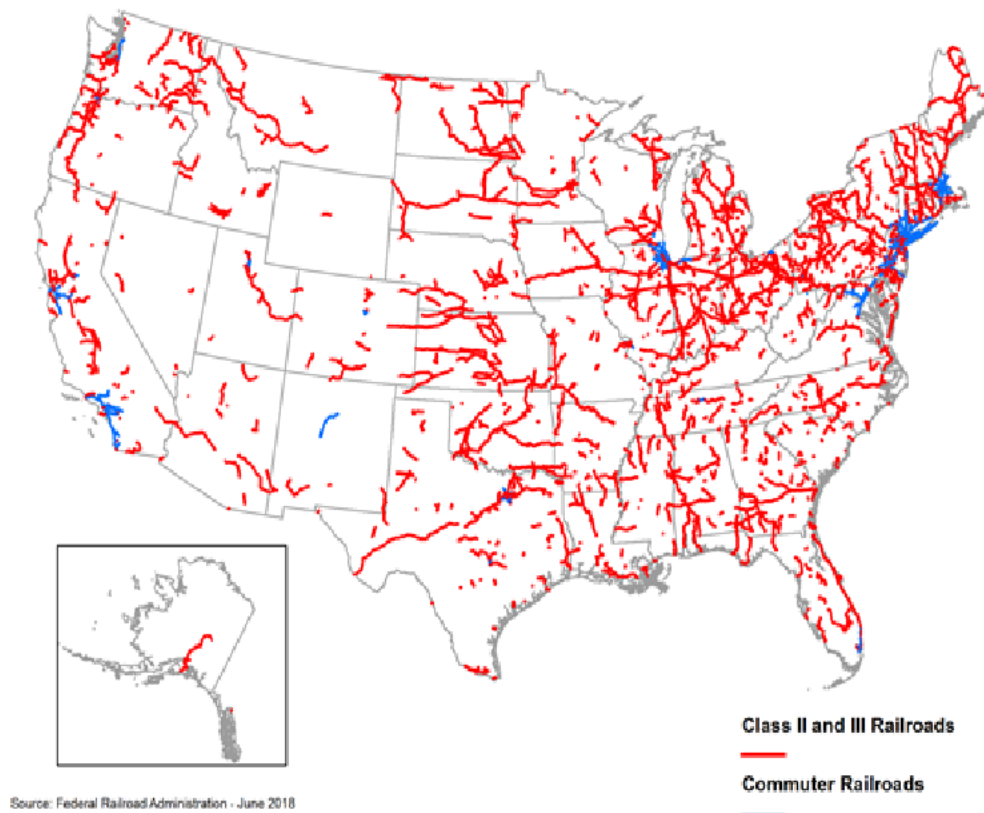 Class II and III Railroads
Commuter Railroads
Source: Federal Railroad Administration - June 2018